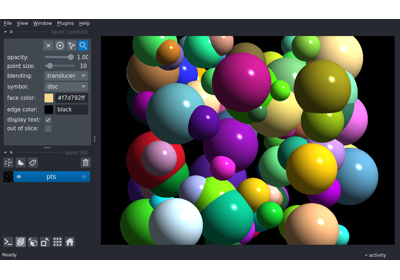 File View Window Plugins Help
layer controls
opacity: 1.00
point size: 10
blending: translucen
symbol: disc
face color: #f7d792ff
edge color: black
display text:
out of slice:
layer list
pts
Ready
activity